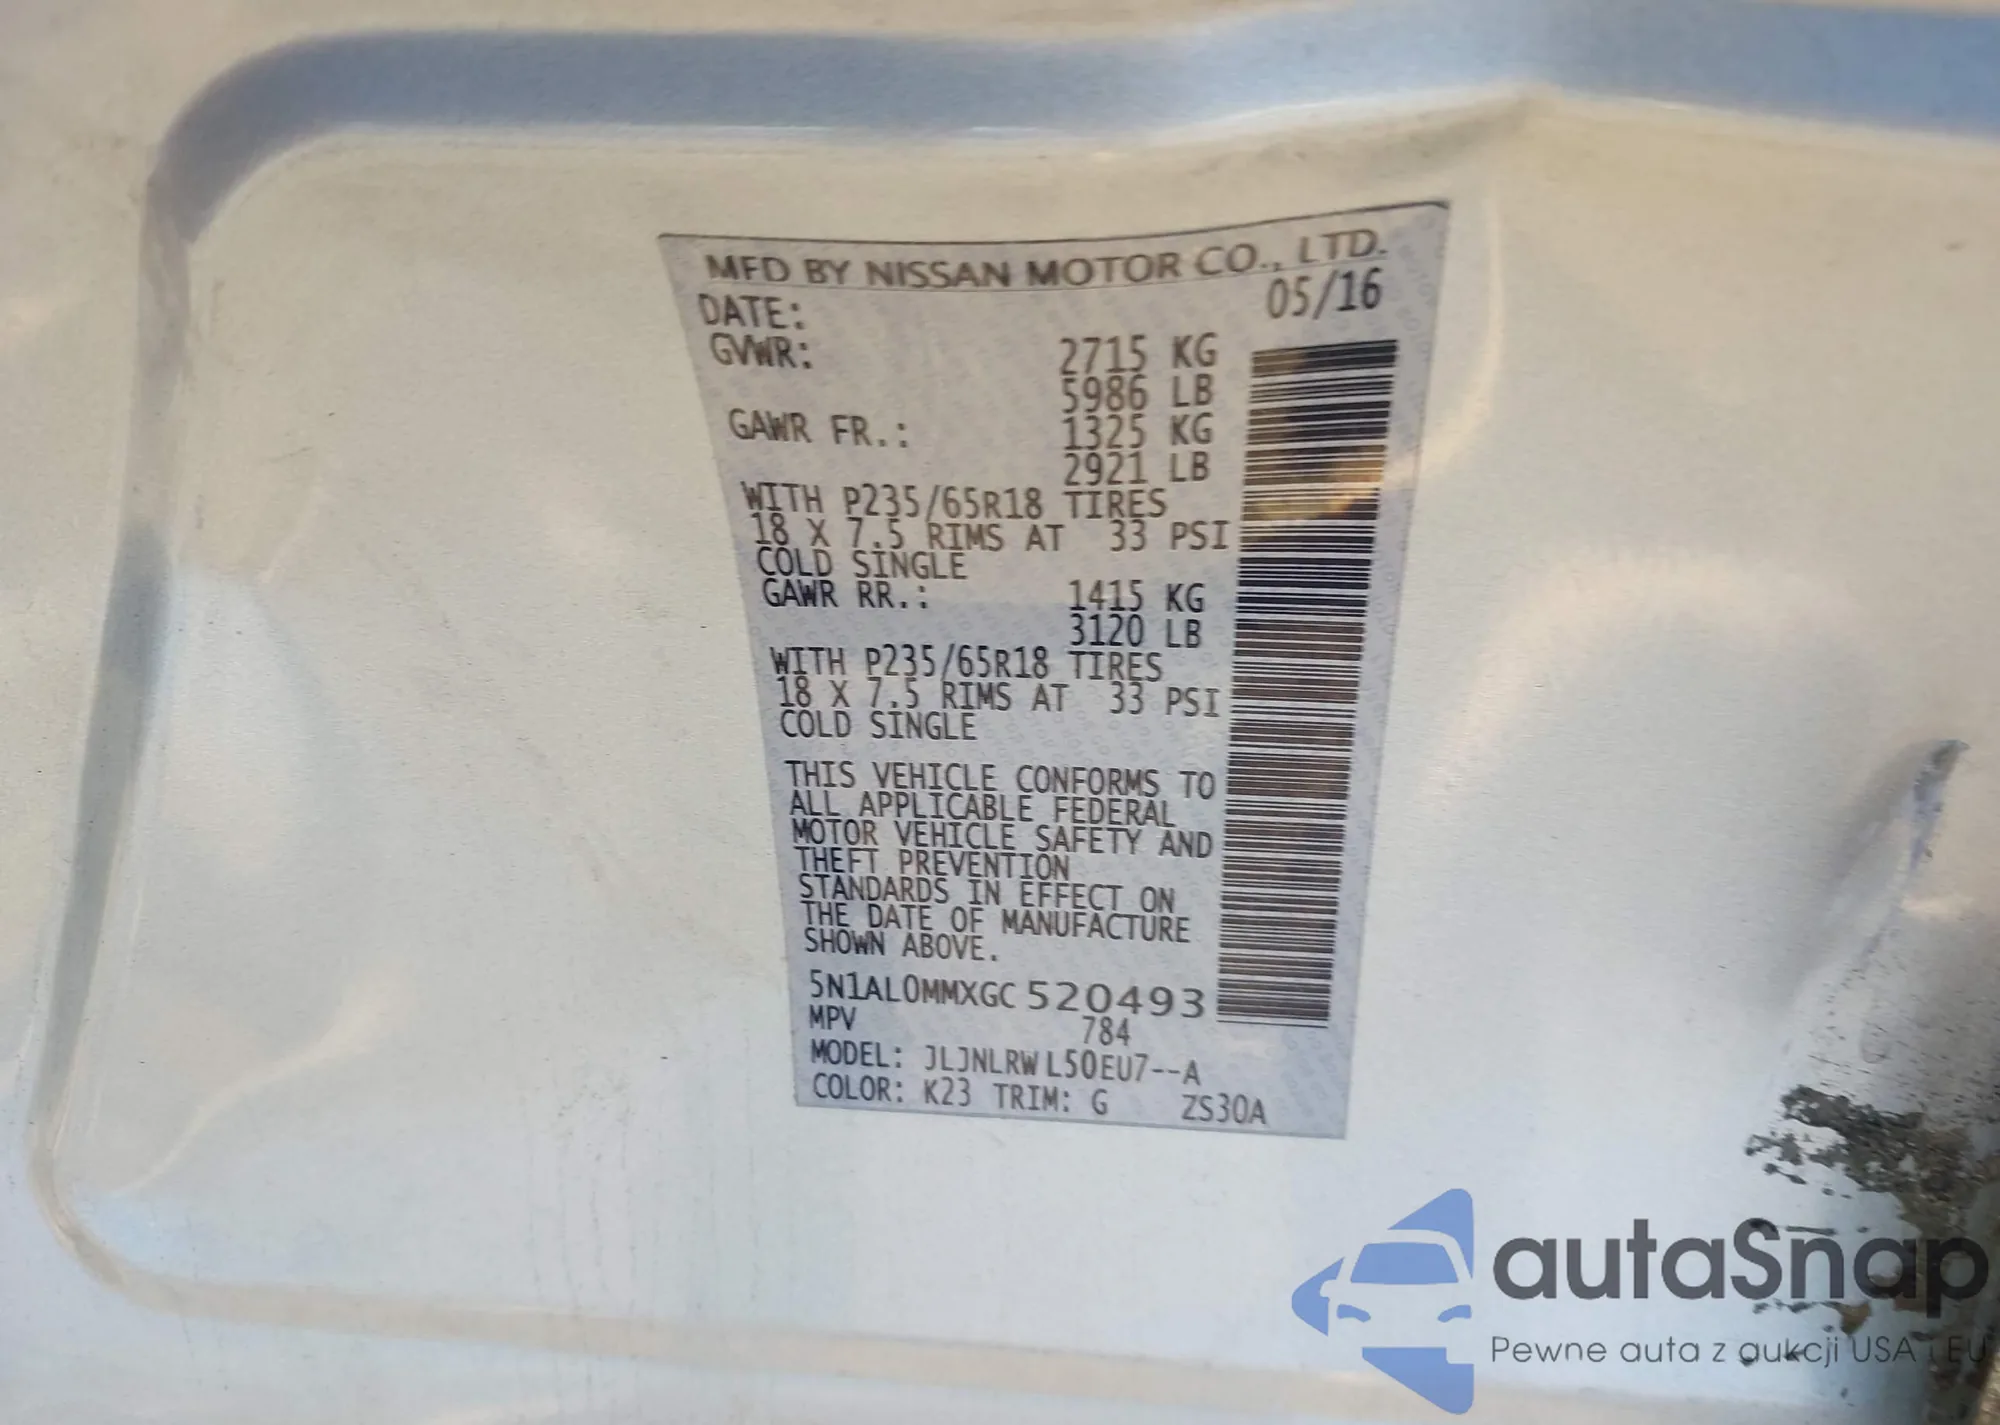 MFD BY NISSAN MOTOR CO., LTD.
DATE: 05/16
GVWR: 2715 KG
5986 LB
GAWR FR.: 1325 KG
2921 LB
WITH P235/65R18 TIRES
18 X 7.5 RIMS AT 33 PSI
COLD SINGLE
GAWR RR.: 1415 KG
3120 LB
WITH P235/65R18 TIRES
18 X 7.5 RIMS AT 33 PSI
COLD SINGLE
THIS VEHICLE CONFORMS TO
ALL APPLICABLE FEDERAL
MOTOR VEHICLE SAFETY AND
THEFT PREVENTION
STANDARDS IN EFFECT ON
THE DATE OF MANUFACTURE
SHOWN ABOVE.
5N1AL0MMXGC 520493
MPV 784
MODEL: JLJNLRW L50EU7--A
COLOR: K23 TRIM: G ZS30A
autaSnap
Pewne auta z aukcji USA i EU